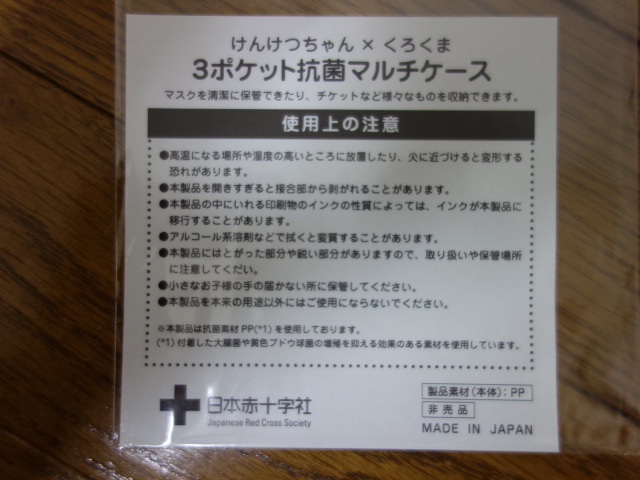 けんけつちゃん × くろくま
3ポケット抗菌マルチケース
マスクを清潔に保管できたり、チケットなど様々なものを収納できます。
使用上の注意
●高温になる場所や湿度の高いところに放置したり、火に近づけると変形する
恐れがあります。
●本製品を開きすぎると接合部から剥がれることがあります。
●本製品の中にいれる印刷物のインクの性質によっては、インクが本製品に
移行することがあります。
●アルコール系溶剤などで拭くと変質することがあります。
●本製品にはとがった部分や鋭い部分がありますので、取り扱いや保管場所
に注意してくだい。
●小さなお子様の手の届かない所に保管してください。
●本製品を本来の用途以外にはご使用にならないでください。
※本製品は抗菌素材 PP(*1) を使用しております。
(*1) 付着した大腸菌や黄色ブドウ球菌の増殖を抑える効果のある素材を使用しています。
日本赤十字社
Japanese Red Cross Society
製品素材（本体）：PP
非売品
MADE IN JAPAN